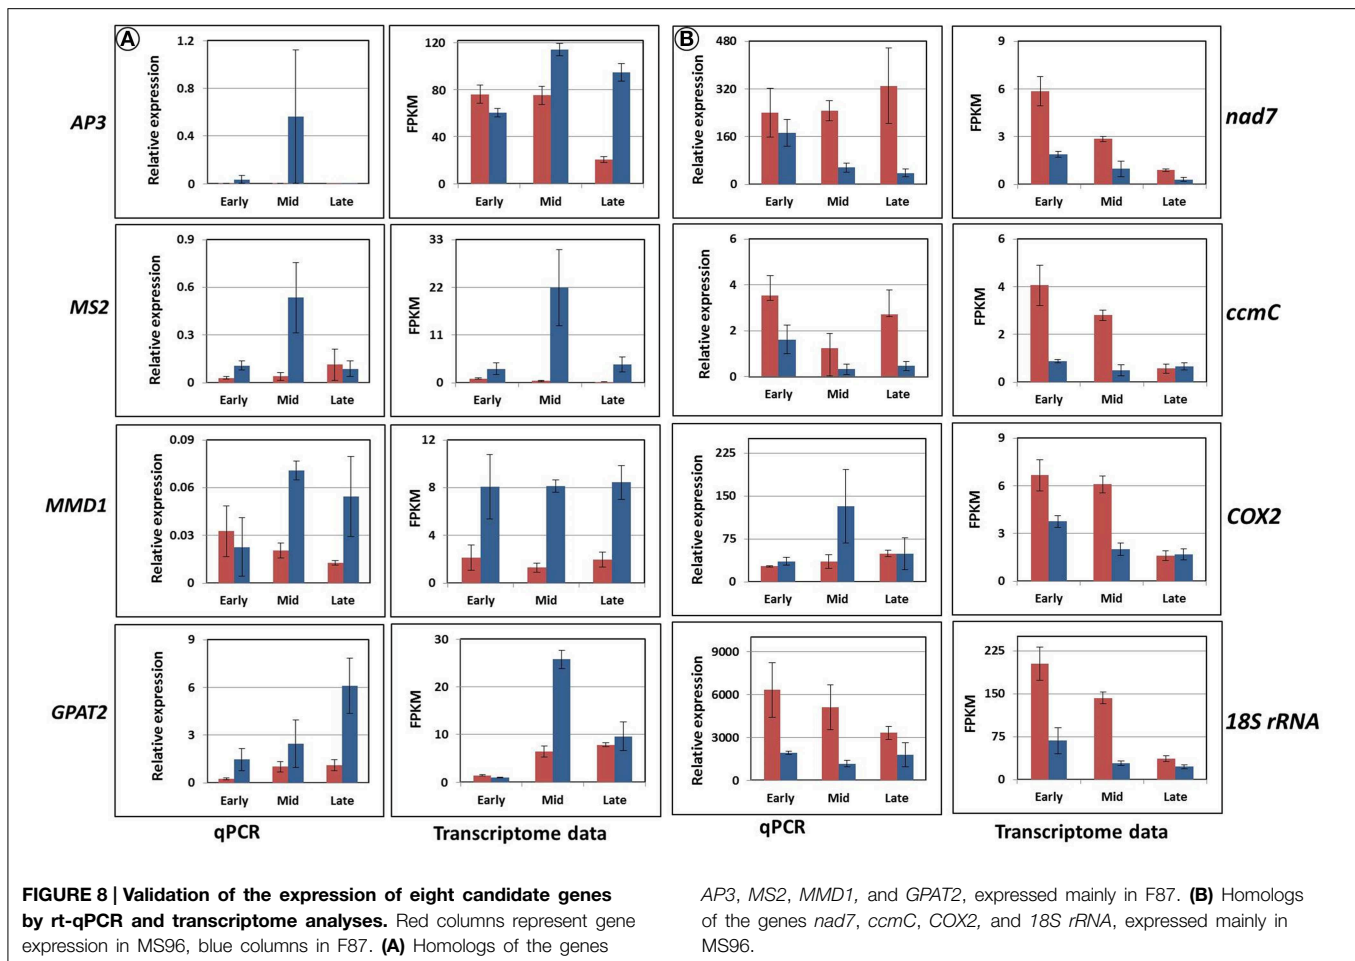 A
B
AP3
Relative expression
1.2
0.8
0.4
0
Early Mid Late
FPKM
120
80
40
0
Early Mid Late
Relative expression
480
320
160
0
Early Mid Late
FPKM
9
6
3
0
Early Mid Late
nad7
MS2
Relative expression
0.9
0.6
0.3
0
Early Mid Late
FPKM
33
22
11
0
Early Mid Late
Relative expression
6
4
2
0
Early Mid Late
FPKM
6
4
2
0
Early Mid Late
ccmC
MMD1
Relative expression
0.09
0.06
0.03
0
Early Mid Late
FPKM
12
8
4
0
Early Mid Late
Relative expression
225
150
75
0
Early Mid Late
FPKM
9
6
3
0
Early Mid Late
COX2
GPAT2
Relative expression
9
6
3
0
Early Mid Late
FPKM
30
20
10
0
Early Mid Late
Relative expression
9000
6000
3000
0
Early Mid Late
FPKM
225
150
75
0
Early Mid Late
18S rRNA
qPCR
Transcriptome data
qPCR
Transcriptome data
FIGURE 8 | Validation of the expression of eight candidate genes
by rt-qPCR and transcriptome analyses. Red columns represent gene
expression in MS96, blue columns in F87. (A) Homologs of the genes
AP3, MS2, MMD1, and GPAT2, expressed mainly in F87. (B) Homologs
of the genes nad7, ccmC, COX2, and 18S rRNA, expressed mainly in
MS96.